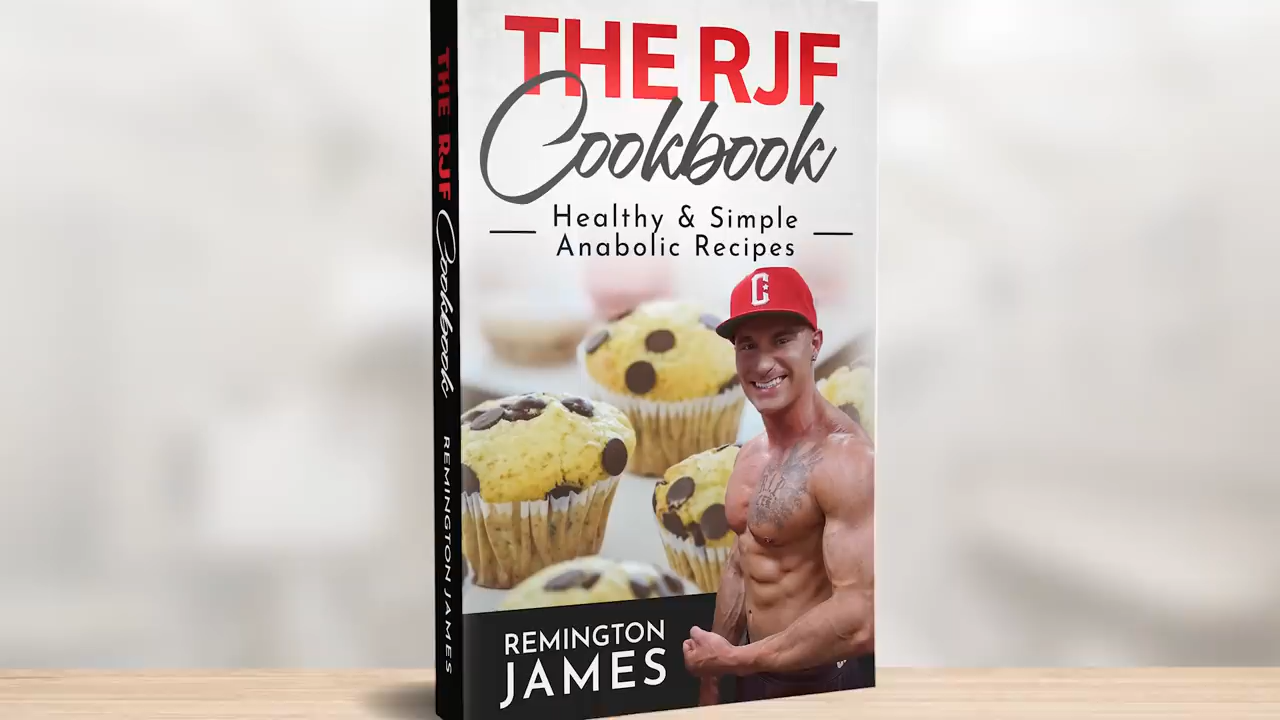 THE RJF
Cookbook
Healthy & Simple
Anabolic Recipes
REMINGTON
JAMES
THE RJF Cookbook REMINGTON JAMES
C